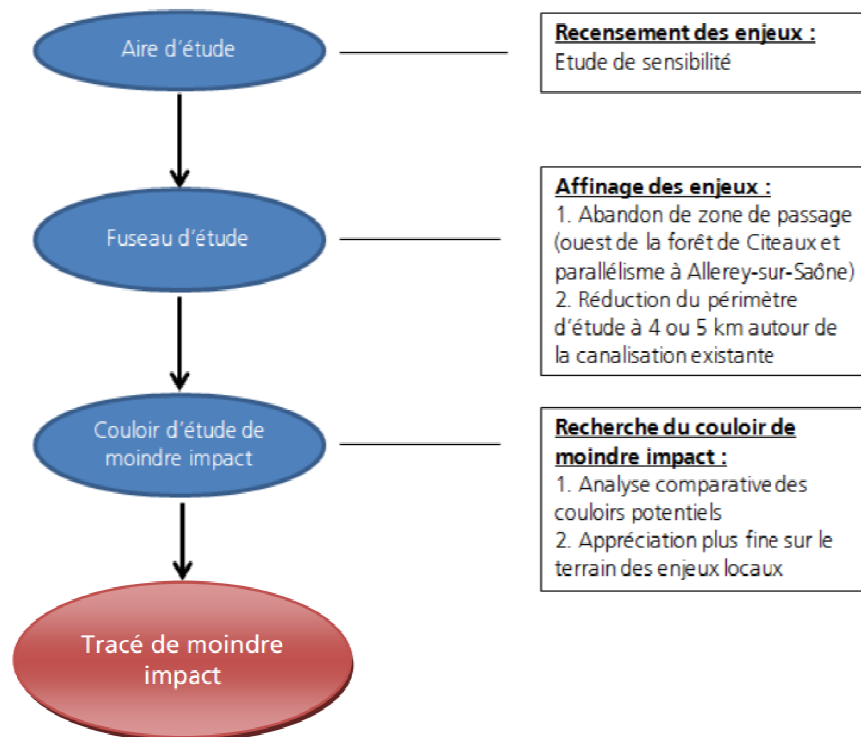 Aire d'étude
Recensement des enjeux :
Etude de sensibilité
Fuseau d'étude
Affinage des enjeux :
1. Abandon de zone de passage
(ouest de la forêt de Citeaux et
parallélisme à Allerey-sur-Saône)
2. Réduction du périmètre
d'étude à 4 ou 5 km autour de
la canalisation existante
Couloir d'étude de
moindre impact
Recherche du couloir de
moindre impact :
1. Analyse comparative des
couloirs potentiels
2. Appréciation plus fine sur le
terrain des enjeux locaux
Tracé de moindre
impact